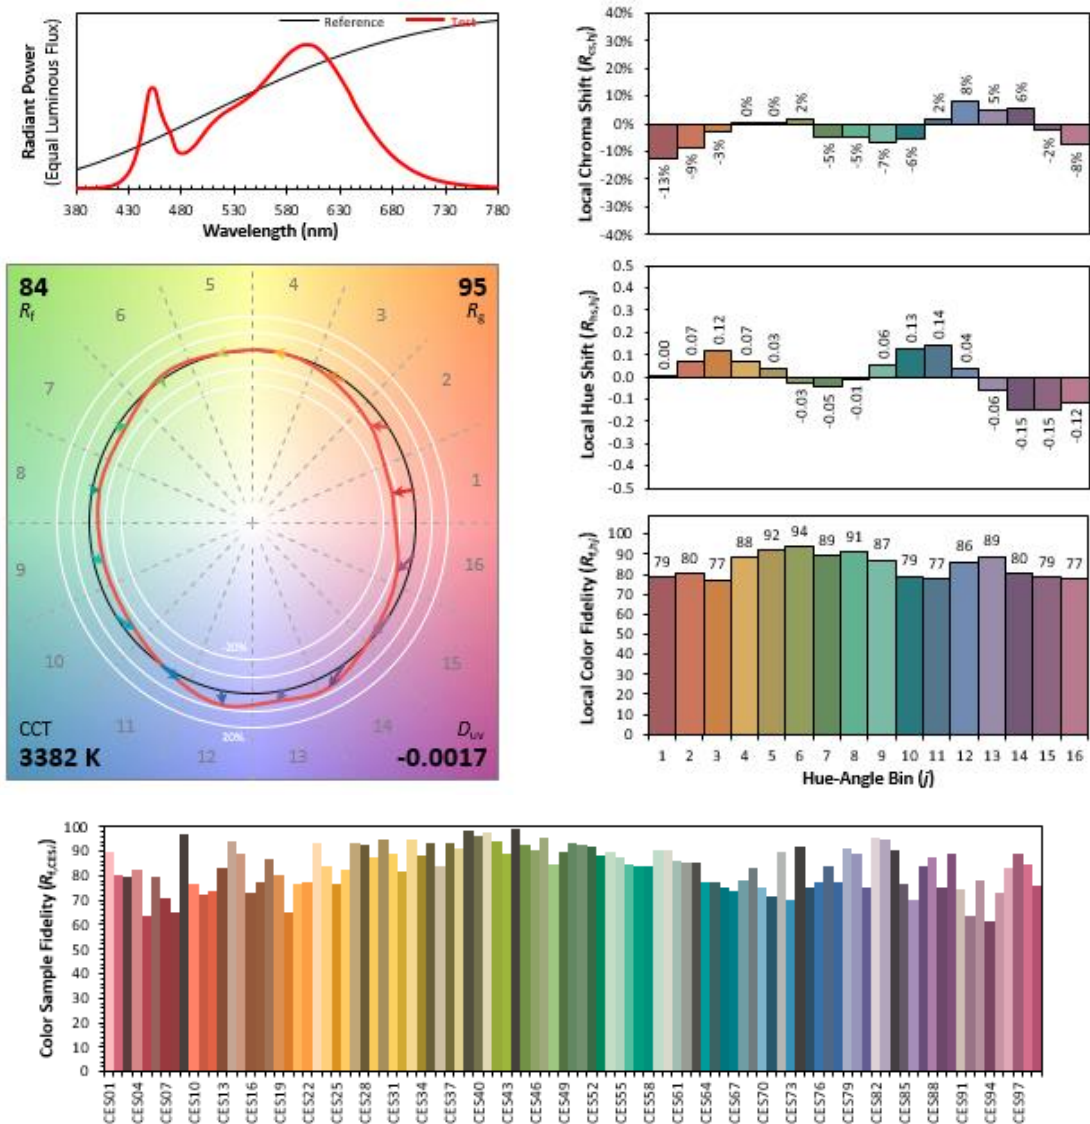 Radiant Power
(Equal Luminous Flux)
Reference
Test
380 430 480 530 580 630 680 730 780
Wavelength (nm)
Local Chroma Shift (Rcs,hj)
40%
30%
20%
10%
0%
-10%
-20%
-30%
-40%
-13% -9% -3% 0% 0% 2% -5% -5% -7% -6% 2% 8% 5% 6% -2% -8%
84
Rf
95
Rg
5 4
6 3
7 2
8 1
9 16
10 15
11 14
12 13
-20%
20%
CCT
3382 K
Duv
-0.0017
Local Hue Shift (Rhs,hj)
0.5
0.4
0.3
0.2
0.1
0.0
-0.1
-0.2
-0.3
-0.4
-0.5
0.00 0.07 0.12 0.07 0.03 -0.03 -0.05 -0.01 0.06 0.13 0.14 0.04 -0.06 -0.15 -0.15 -0.12
Local Color Fidelity (Rf,hj)
100
90
80
70
60
50
40
30
20
10
0
79 80 77 88 92 94 89 91 87 79 77 86 89 80 79 77
1 2 3 4 5 6 7 8 9 10 11 12 13 14 15 16
Hue-Angle Bin (j)
Color Sample Fidelity (Rf,CESi)
100
90
80
70
60
50
40
30
20
10
0
CES01 CES04 CES07 CES10 CES13 CES16 CES19 CES22 CES25 CES28 CES31 CES34 CES37 CES40 CES43 CES46 CES49 CES52 CES55 CES58 CES61 CES64 CES67 CES70 CES73 CES76 CES79 CES82 CES85 CES88 CES91 CES94 CES97